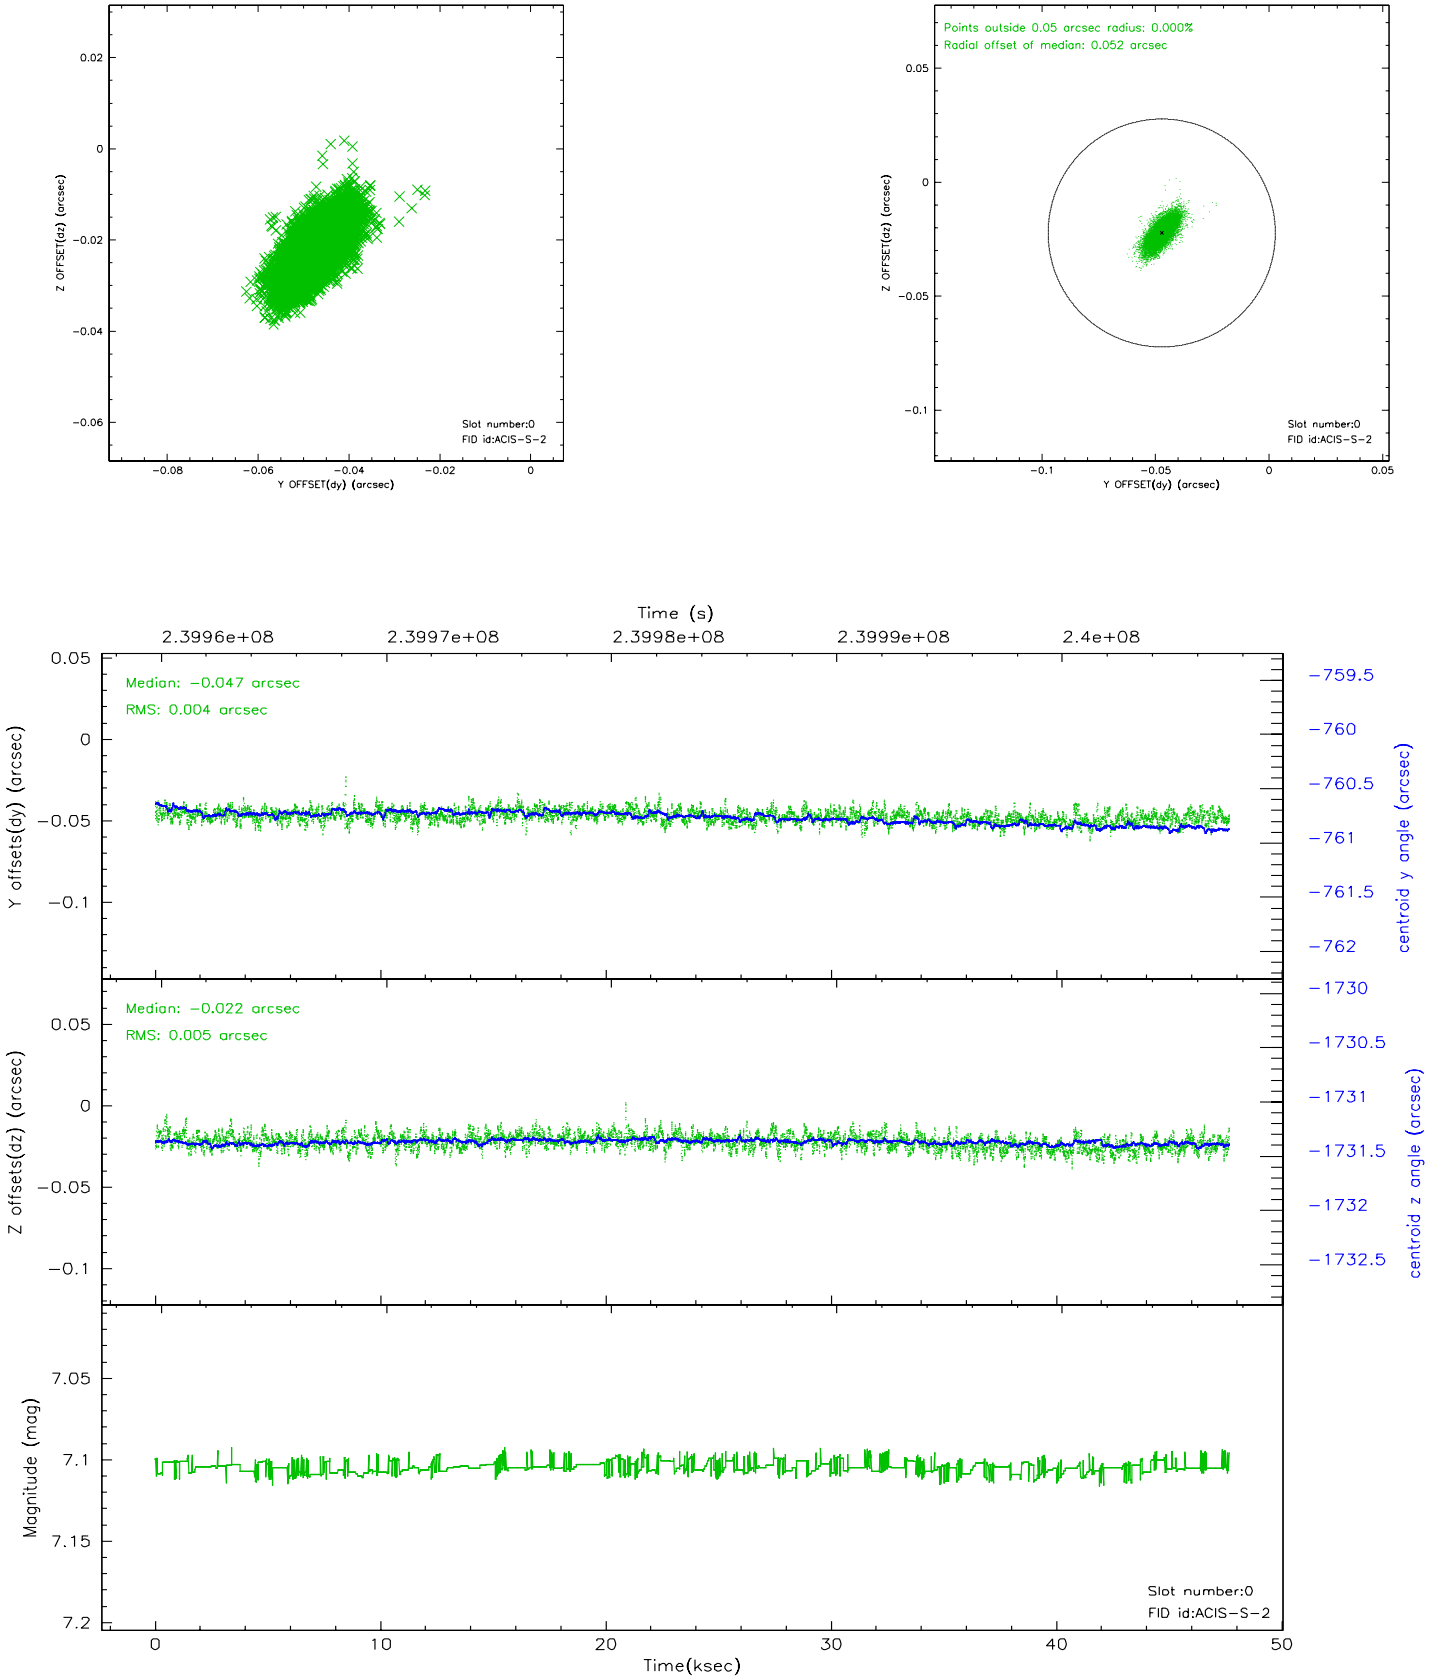 0.02
0
−0.02
−0.04
−0.06
Z OFFSET(dz) (arcsec)
Slot number:0
FID id:ACIS−S−2
−0.08 −0.06 −0.04 −0.02 0
Y OFFSET(dy) (arcsec)
Points outside 0.05 arcsec radius: 0.000%
Radial offset of median: 0.052 arcsec
0.05
0
−0.05
−0.1
Z OFFSET(dz) (arcsec)
Slot number:0
FID id:ACIS−S−2
−0.1 −0.05 0 0.05
Y OFFSET(dy) (arcsec)
Time (s)
2.3996e+08 2.3997e+08 2.3998e+08 2.3999e+08 2.4e+08
0.05
0
−0.05
−0.1
Y offsets(dy) (arcsec)
Median: −0.047 arcsec
RMS: 0.004 arcsec
−759.5
−760
−760.5
−761
−761.5
−762
centroid y angle (arcsec)
0.05
0
−0.05
−0.1
Z offsets(dz) (arcsec)
Median: −0.022 arcsec
RMS: 0.005 arcsec
−1730
−1730.5
−1731
−1731.5
−1732
−1732.5
centroid z angle (arcsec)
7.05
7.1
7.15
7.2
Magnitude (mag)
Slot number:0
FID id:ACIS−S−2
0 10 20 30 40 50
Time(ksec)